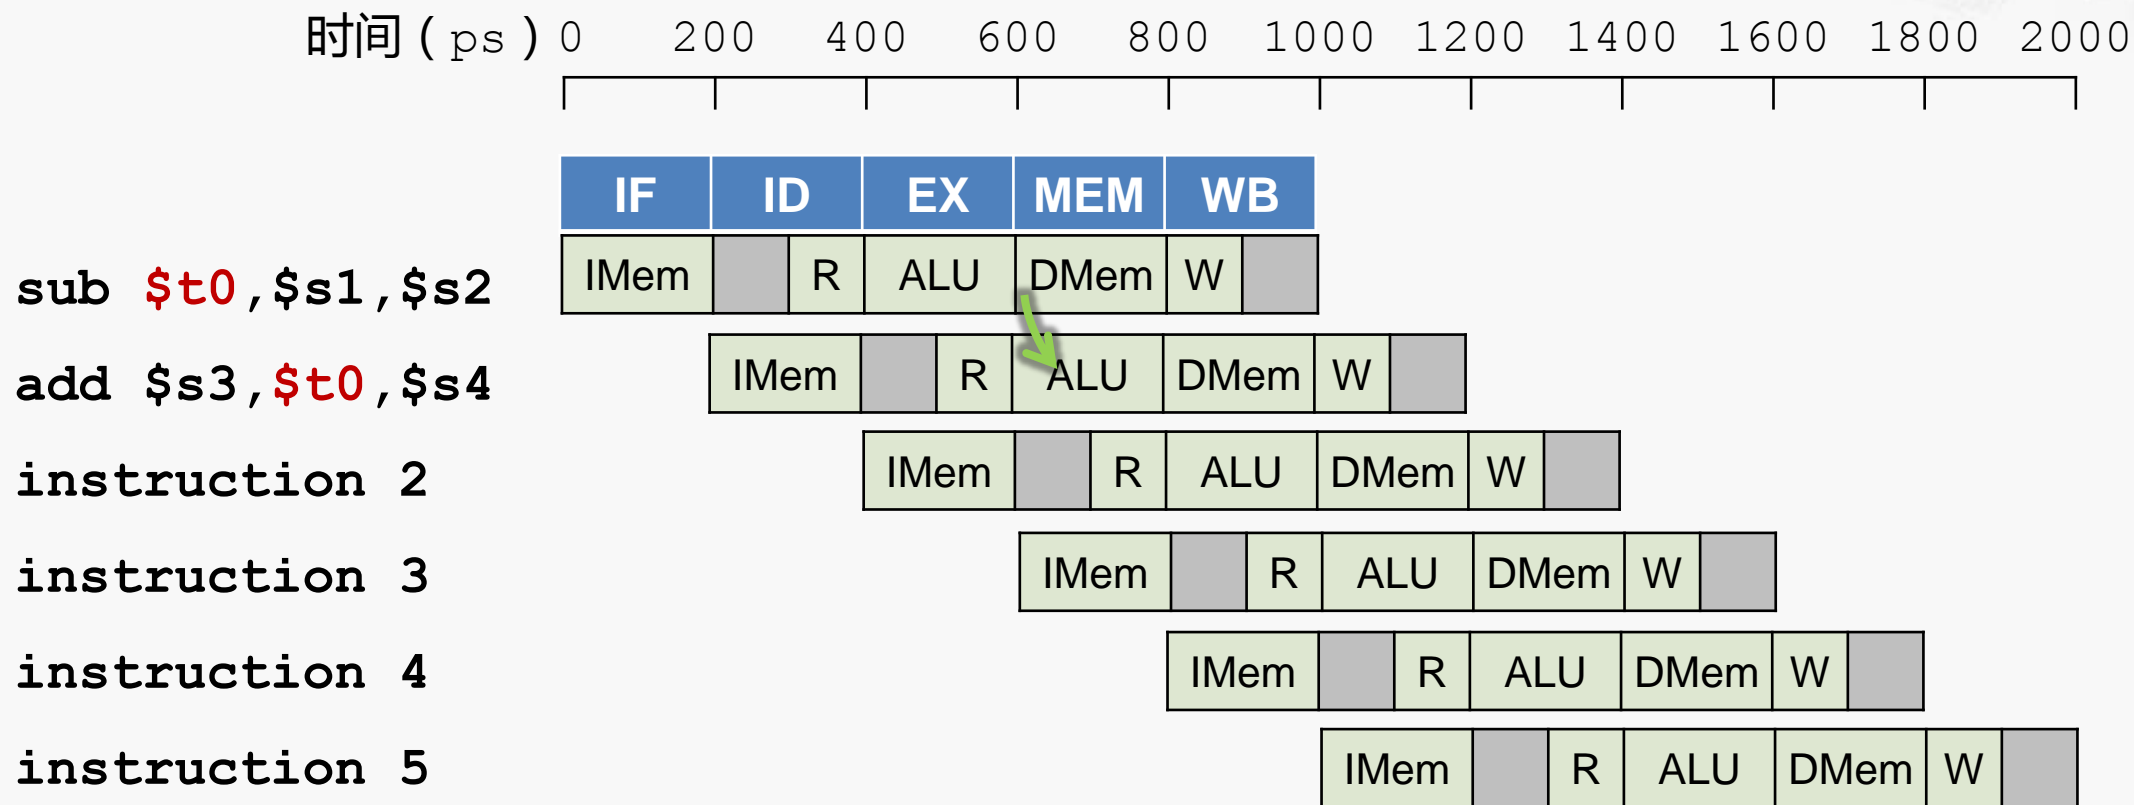 时间（ps） 0 200 400 600 800 1000 1200 1400 1600 1800 2000
IF ID EX MEM WB
sub $t0,$s1,$s2 IMem R ALU DMem W
add $s3,$t0,$s4 IMem R ALU DMem W
instruction 2 IMem R ALU DMem W
instruction 3 IMem R ALU DMem W
instruction 4 IMem R ALU DMem W
instruction 5 IMem R ALU DMem W